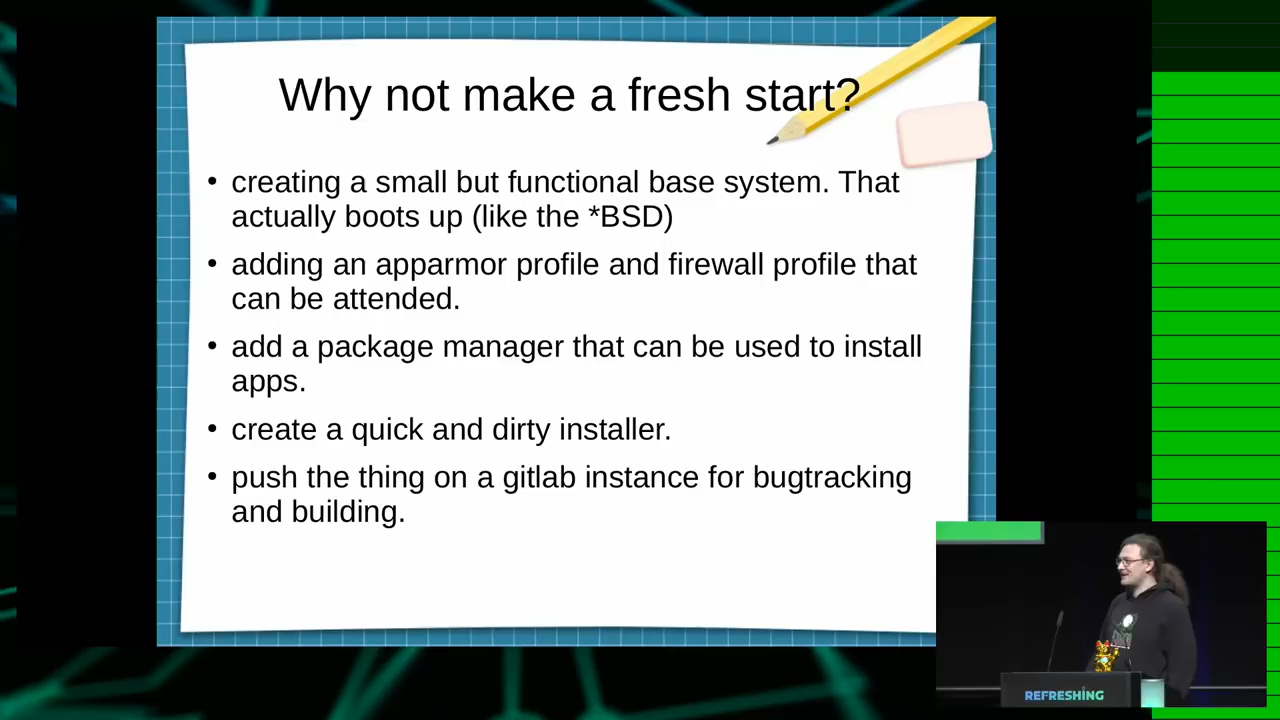 Why not make a fresh start?
• creating a small but functional base system. That
actually boots up (like the *BSD)
• adding an apparmor profile and firewall profile that
can be attended.
• add a package manager that can be used to install
apps.
• create a quick and dirty installer.
• push the thing on a gitlab instance for bugtracking
and building.
REFRESHING